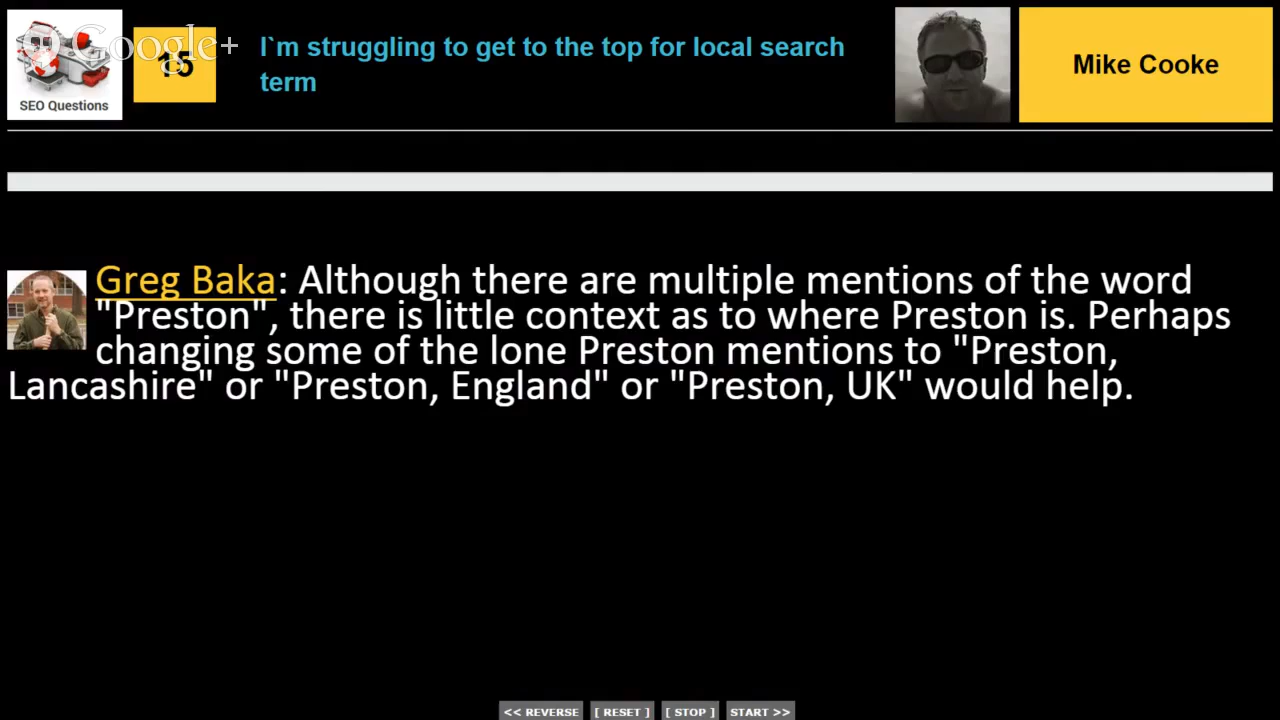 Google+
SEO Questions
15
I`m struggling to get to the top for local search
term
Mike Cooke
Greg Baka: Although there are multiple mentions of the word
"Preston", there is little context as to where Preston is. Perhaps
changing some of the lone Preston mentions to "Preston,
Lancashire" or "Preston, England" or "Preston, UK" would help.
<< REVERSE
[ RESET ]
[ STOP ]
START >>